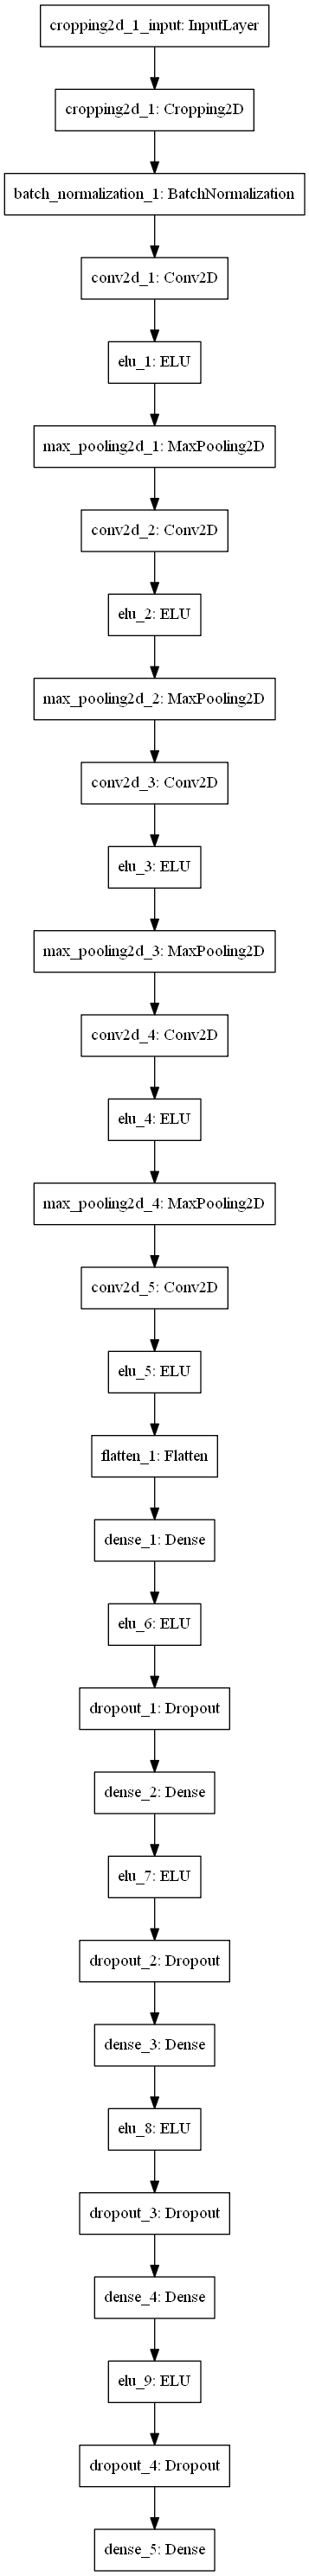 cropping2d_1_input: InputLayer
cropping2d_1: Cropping2D
batch_normalization_1: BatchNormalization
conv2d_1: Conv2D
elu_1: ELU
max_pooling2d_1: MaxPooling2D
conv2d_2: Conv2D
elu_2: ELU
max_pooling2d_2: MaxPooling2D
conv2d_3: Conv2D
elu_3: ELU
max_pooling2d_3: MaxPooling2D
conv2d_4: Conv2D
elu_4: ELU
max_pooling2d_4: MaxPooling2D
conv2d_5: Conv2D
elu_5: ELU
flatten_1: Flatten
dense_1: Dense
elu_6: ELU
dropout_1: Dropout
dense_2: Dense
elu_7: ELU
dropout_2: Dropout
dense_3: Dense
elu_8: ELU
dropout_3: Dropout
dense_4: Dense
elu_9: ELU
dropout_4: Dropout
dense_5: Dense